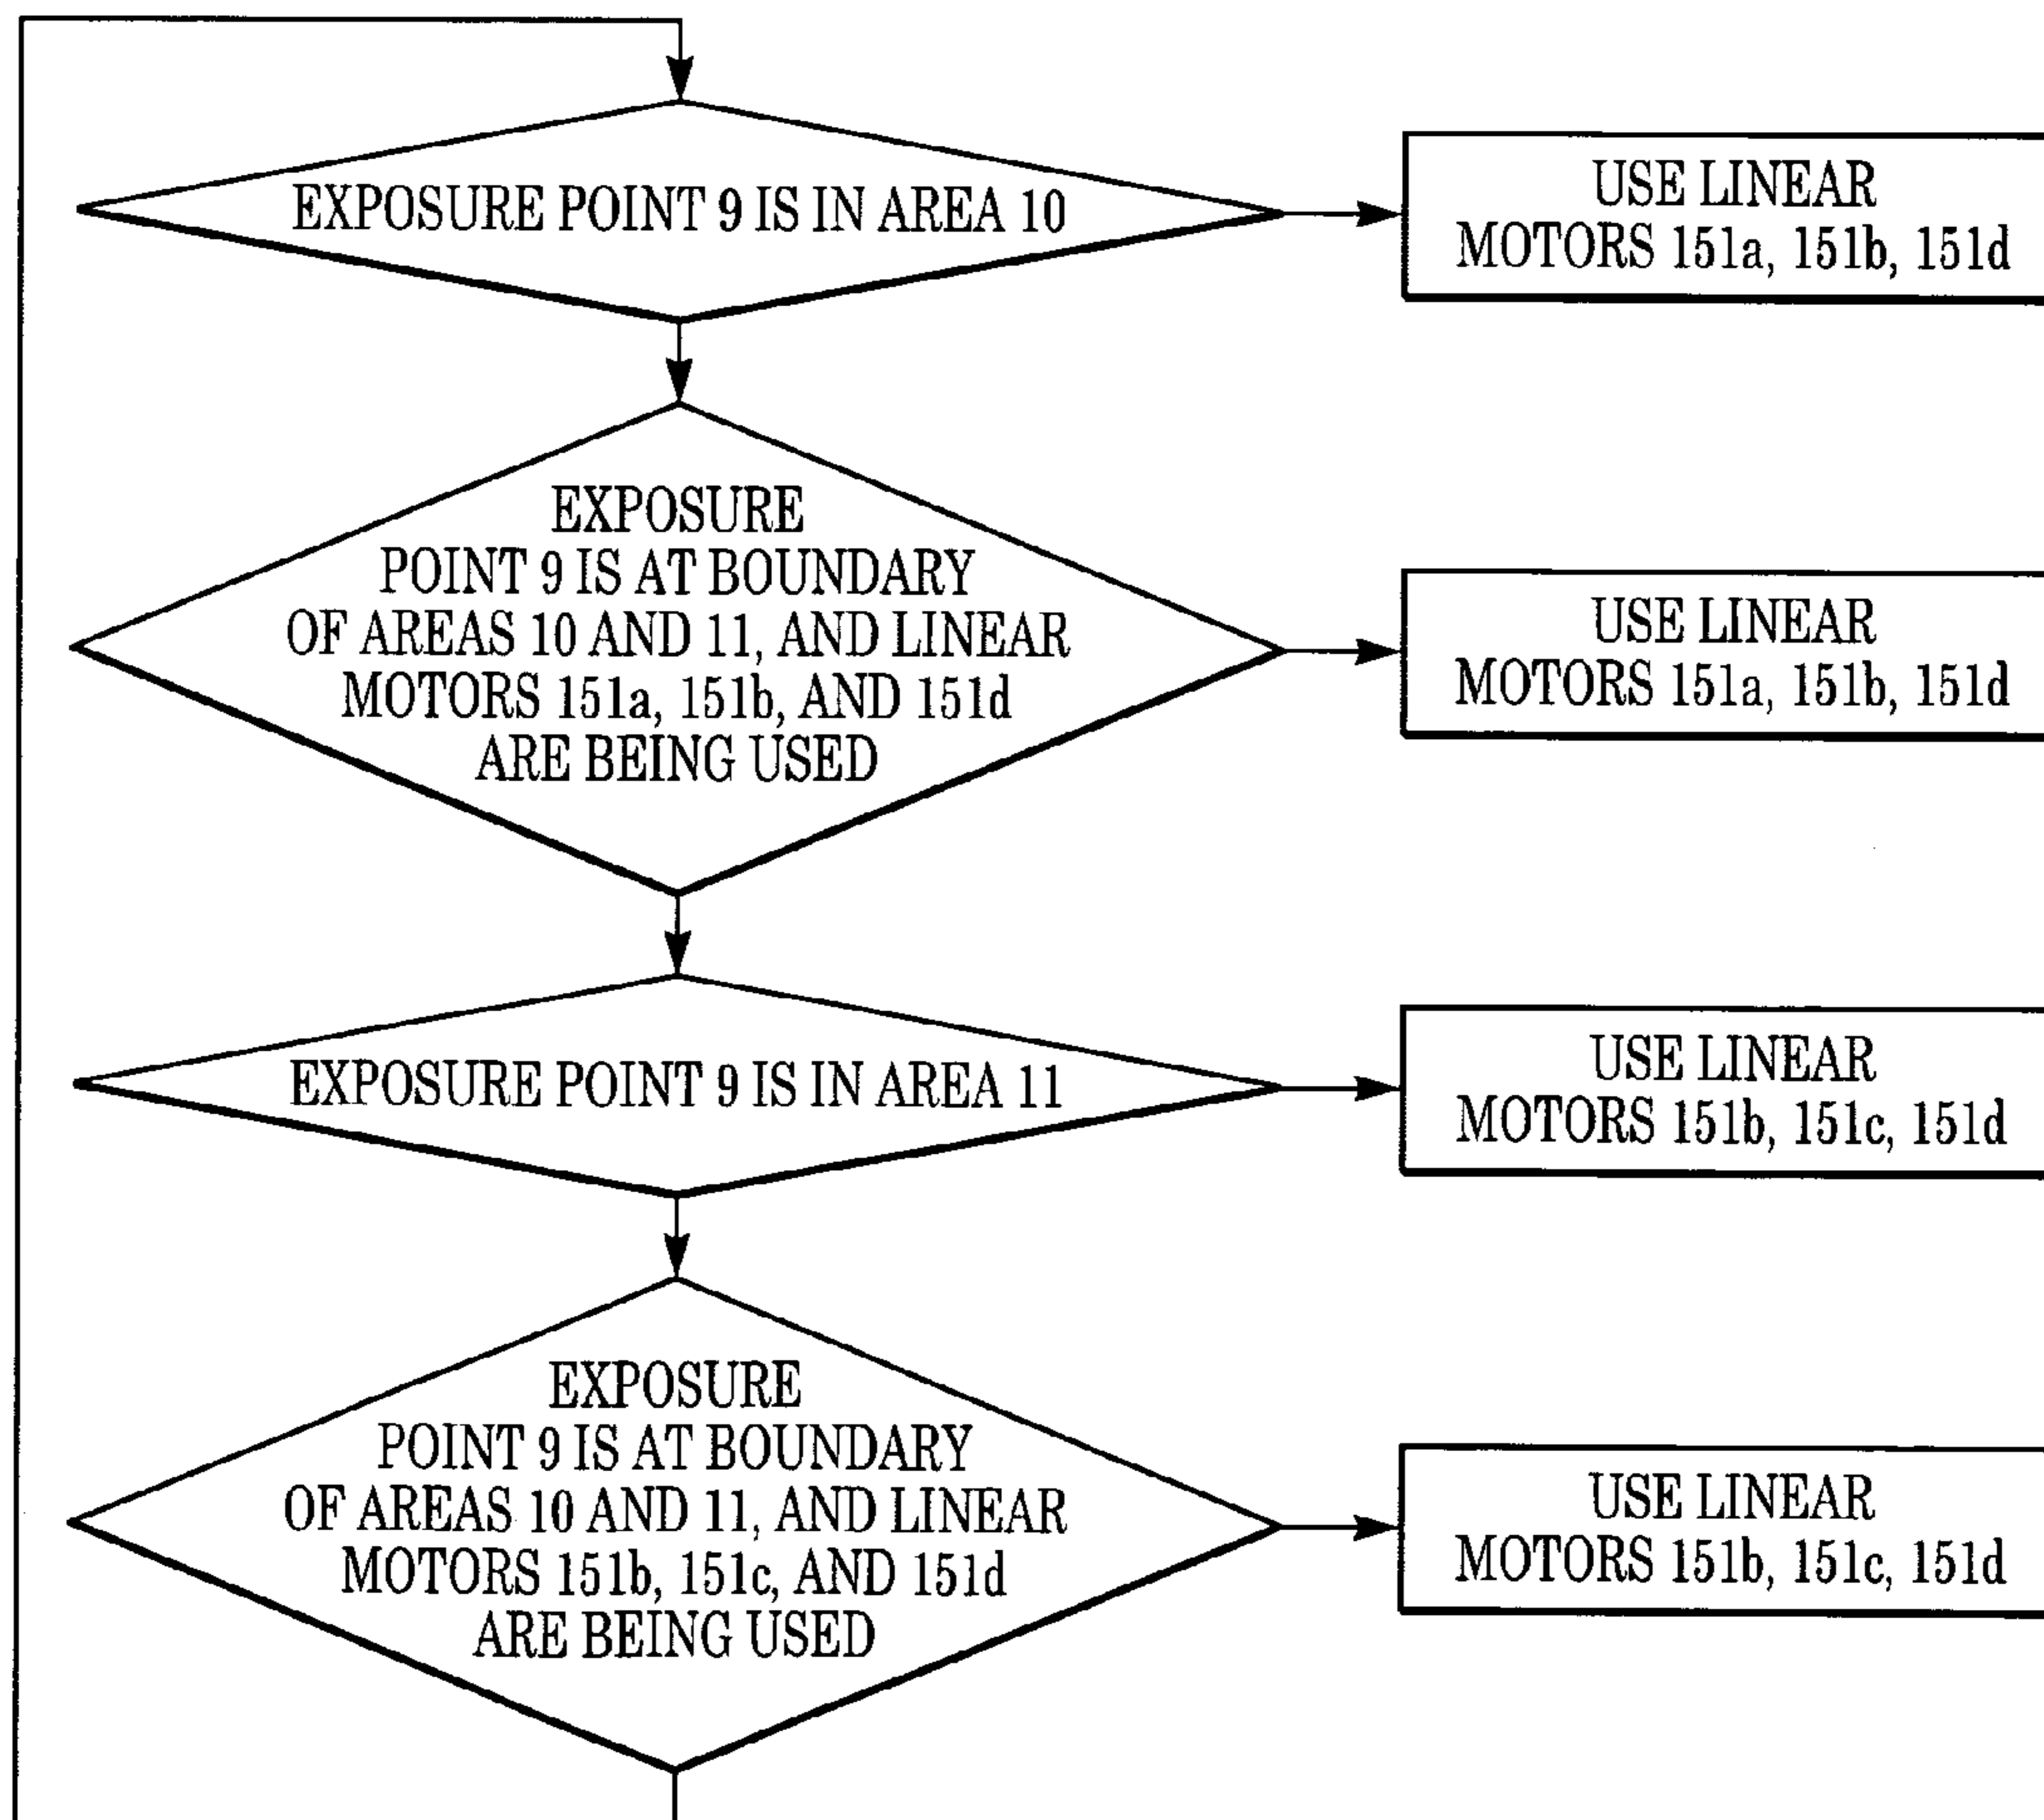 EXPOSURE POINT 9 IS IN AREA 10
USE LINEAR
MOTORS 151a, 151b, 151d
EXPOSURE
POINT 9 IS AT BOUNDARY
OF AREAS 10 AND 11, AND LINEAR
MOTORS 151a, 151b, AND 151d
ARE BEING USED
USE LINEAR
MOTORS 151a, 151b, 151d
EXPOSURE POINT 9 IS IN AREA 11
USE LINEAR
MOTORS 151b, 151c, 151d
EXPOSURE
POINT 9 IS AT BOUNDARY
OF AREAS 10 AND 11, AND LINEAR
MOTORS 151b, 151c, AND 151d
ARE BEING USED
USE LINEAR
MOTORS 151b, 151c, 151d